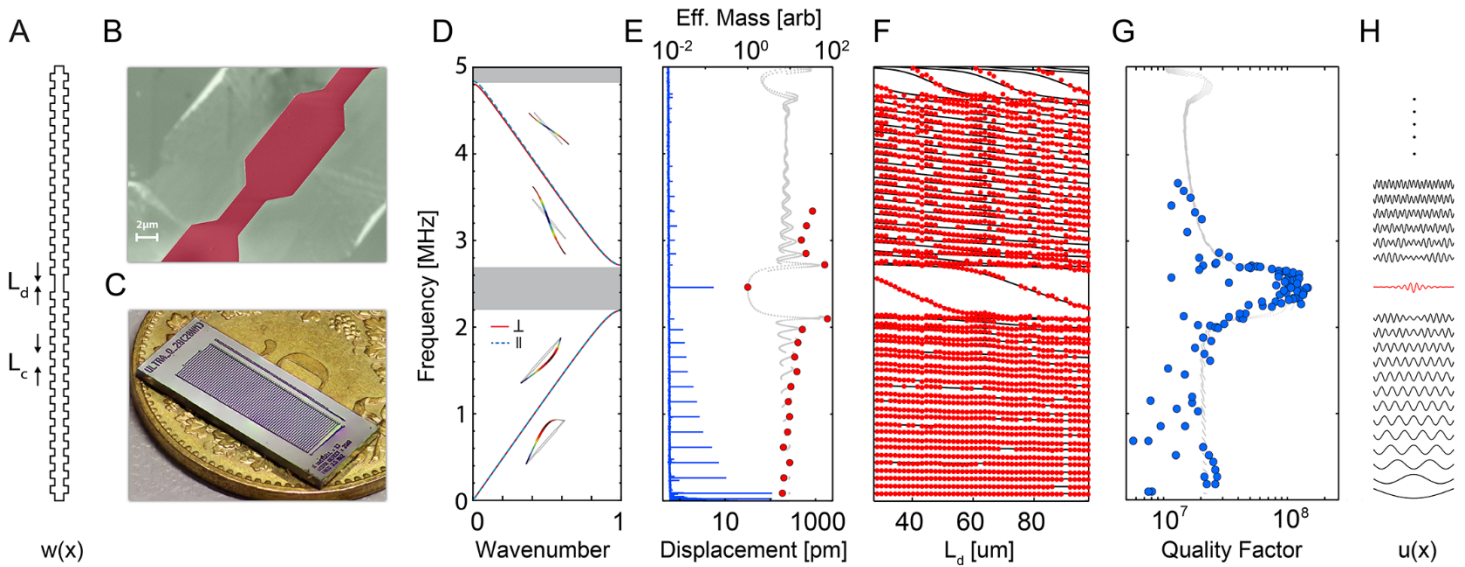 A
B
C
D
E
F
G
H
L_d
L_c
w(x)
2μm
5
4
3
2
1
0
Frequency [MHz]
⊥
||
0
1
Wavenumber
Eff. Mass [arb]
10^-2
10^0
10^2
10
1000
Displacement [pm]
40
60
80
L_d [um]
10^7
10^8
Quality Factor
u(x)